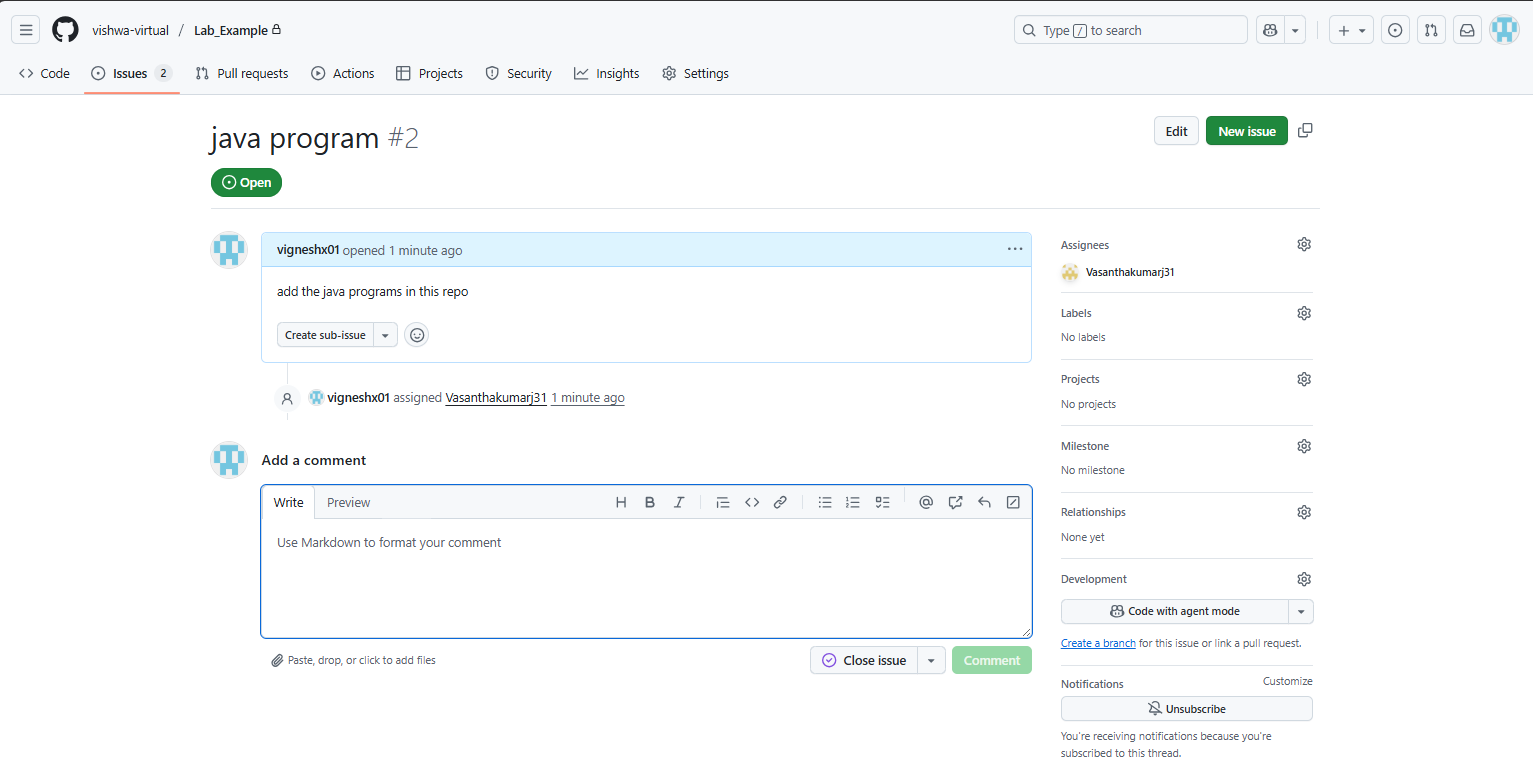 vishwa-virtual / Lab_Example Type / to search
Code Issues 2 Pull requests Actions Projects Security Insights Settings
java program #2 Edit New issue
Open
vigneshx01 opened 1 minute ago
add the java programs in this repo
Create sub-issue
vigneshx01 assigned Vasanthakumarj31 1 minute ago
Add a comment
Write Preview H B I
Use Markdown to format your comment
Paste, drop, or click to add files
Close issue Comment
Assignees
Vasanthakumarj31
Labels
No labels
Projects
No projects
Milestone
No milestone
Relationships
None yet
Development
Code with agent mode
Create a branch for this issue or link a pull request.
Notifications Customize
Unsubscribe
You're receiving notifications because you're
subscribed to this thread.